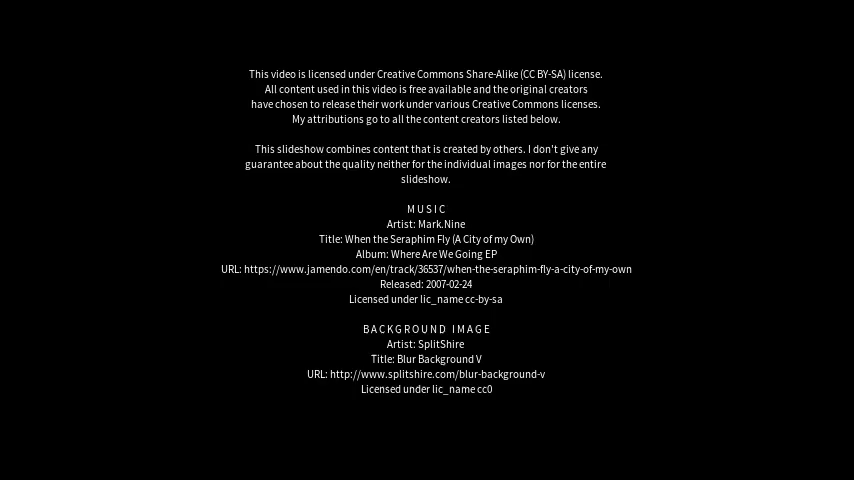 This video is licensed under Creative Commons Share-Alike (CC BY-SA) license.
All content used in this video is free available and the original creators
have chosen to release their work under various Creative Commons licenses.
My attributions go to all the content creators listed below.
This slideshow combines content that is created by others. I don't give any
guarantee about the quality neither for the individual images nor for the entire
slideshow.
MUSIC
Artist: Mark.Nine
Title: When the Seraphim Fly (A City of my Own)
Album: Where Are We Going EP
URL: https://www.jamendo.com/en/track/36537/when-the-seraphim-fly-a-city-of-my-own
Released: 2007-02-24
Licensed under lic_name cc-by-sa
BACKGROUND IMAGE
Artist: SplitShire
Title: Blur Background V
URL: http://www.splitshire.com/blur-background-v
Licensed under lic_name cc0